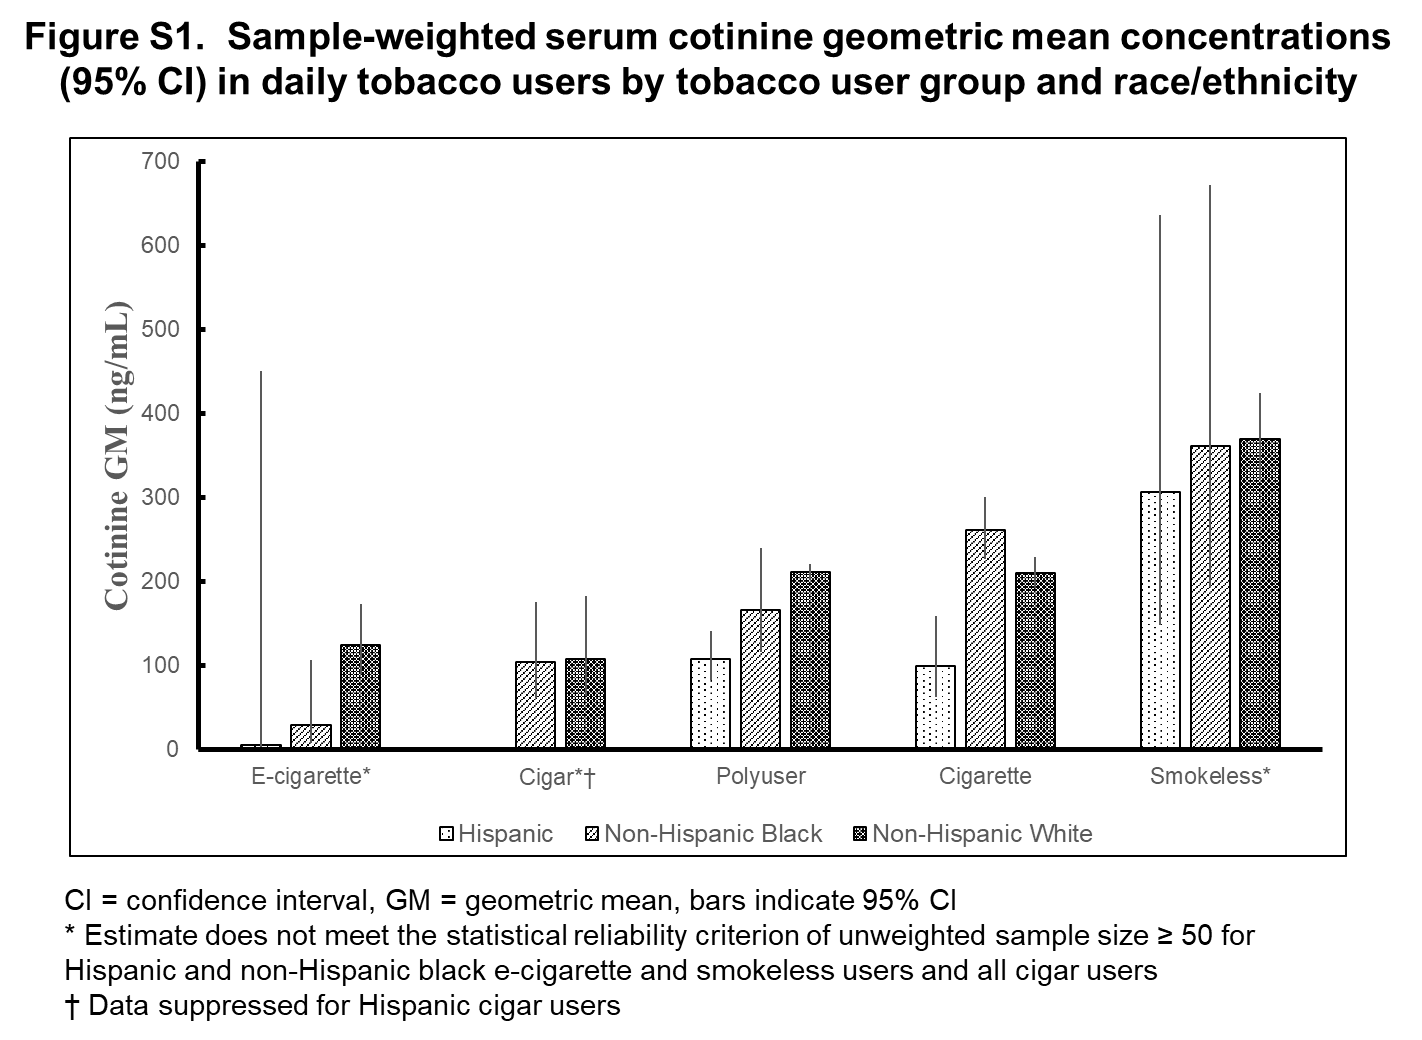 Figure S1. Sample-weighted serum cotinine geometric mean concentrations
(95% CI) in daily tobacco users by tobacco user group and race/ethnicity
Cotinine GM (ng/mL)
700
600
500
400
300
200
100
0
E-cigarette*
Cigar*†
Polyuser
Cigarette
Smokeless*
Hispanic
Non-Hispanic Black
Non-Hispanic White
CI = confidence interval, GM = geometric mean, bars indicate 95% CI
* Estimate does not meet the statistical reliability criterion of unweighted sample size ≥ 50 for
Hispanic and non-Hispanic black e-cigarette and smokeless users and all cigar users
† Data suppressed for Hispanic cigar users